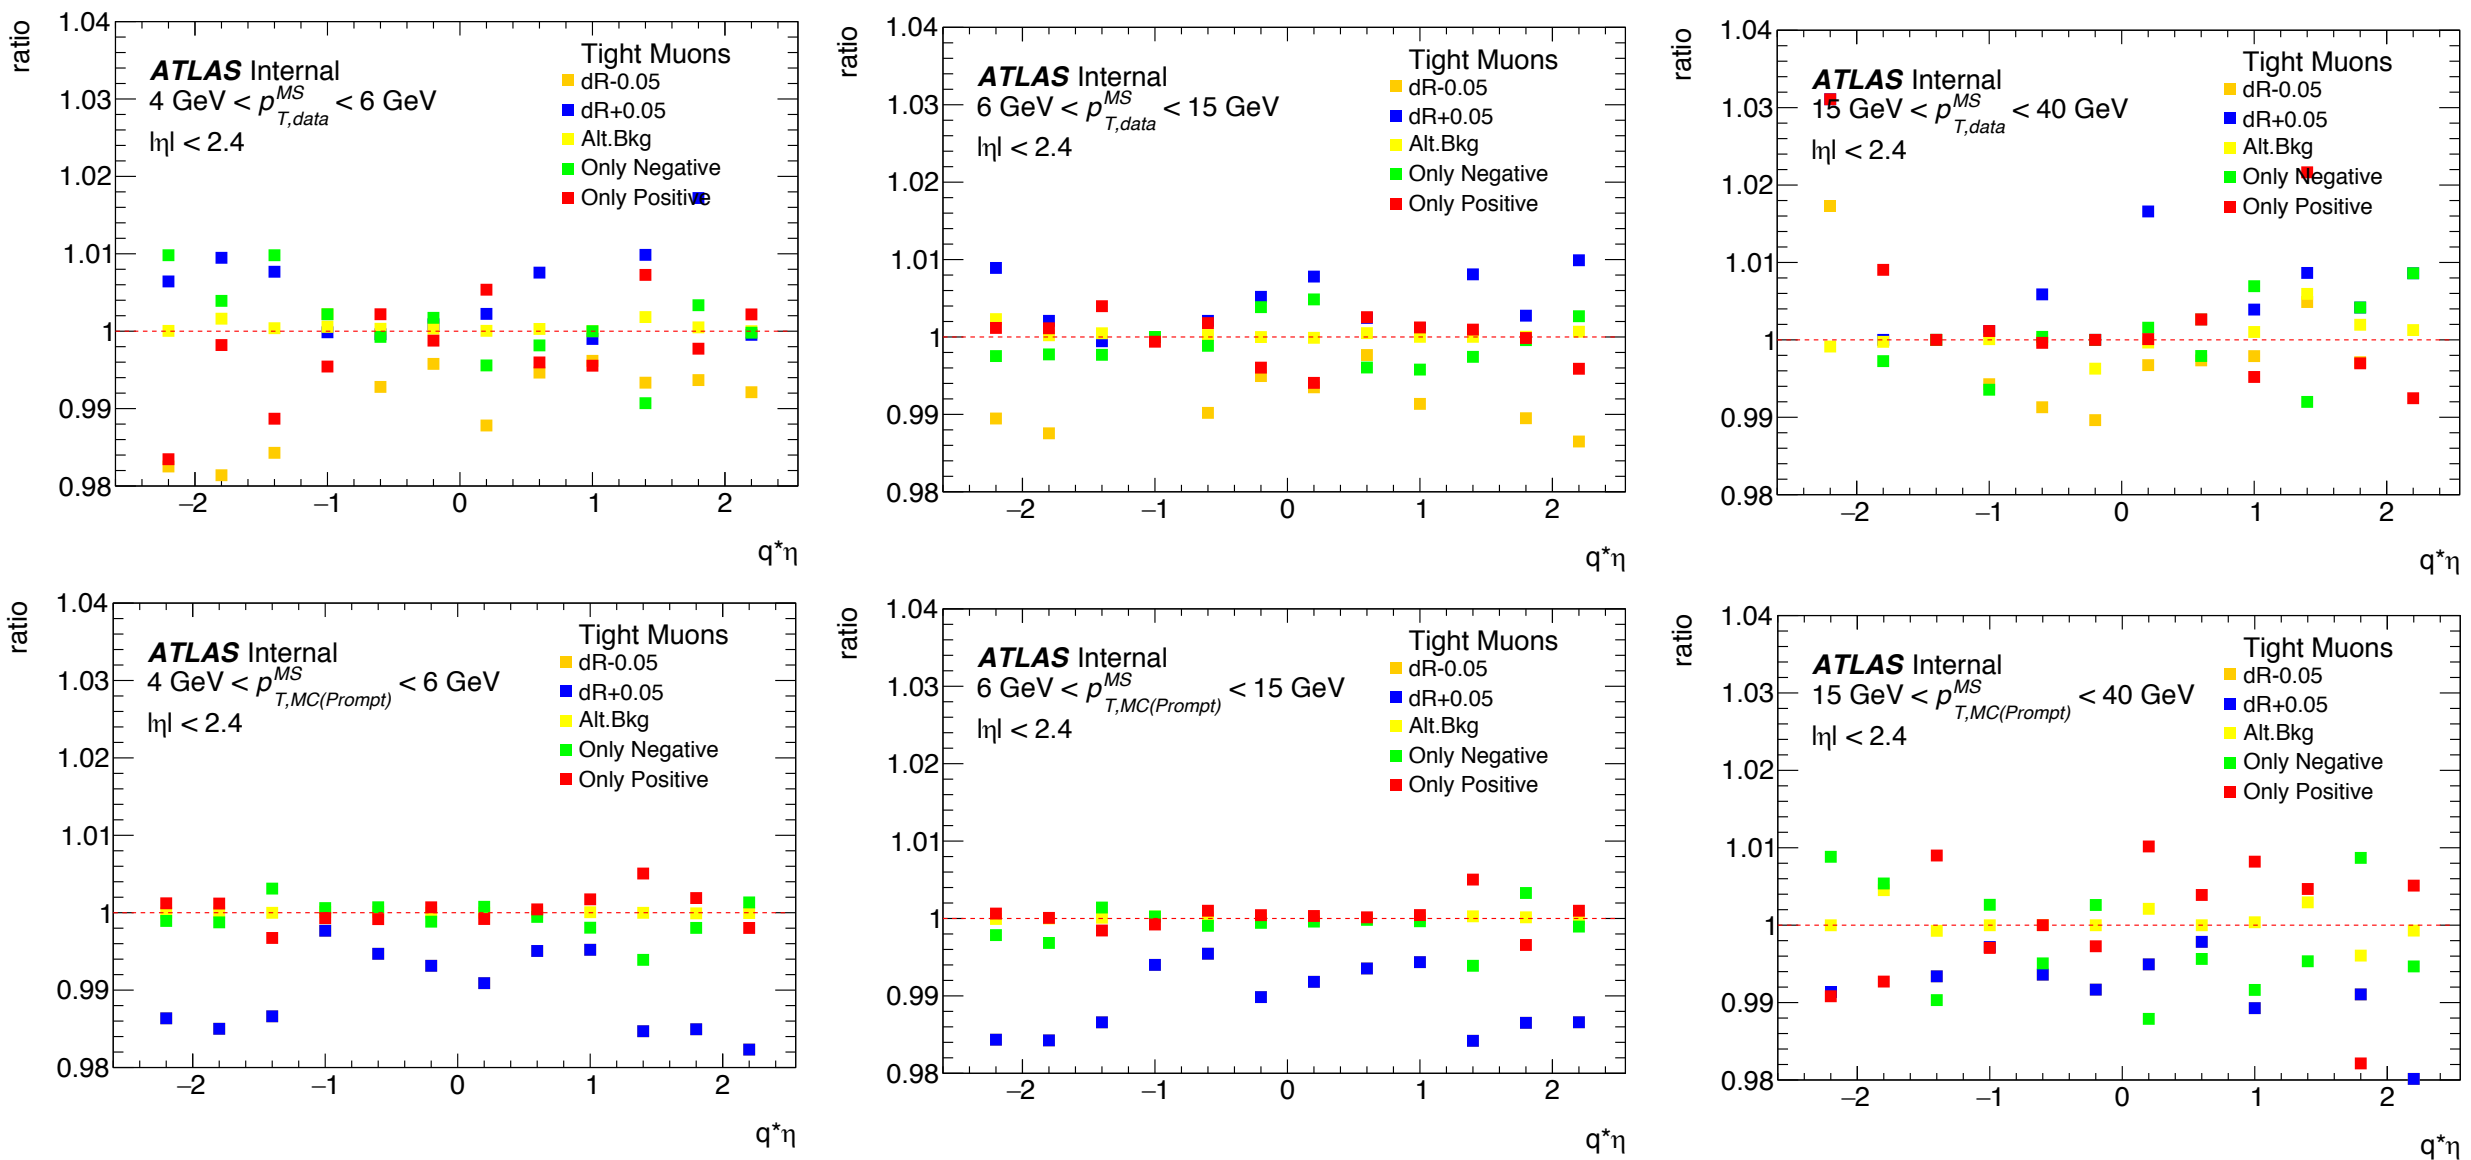 ratio
1.04
1.03
1.02
1.01
1
0.99
0.98
ATLAS Internal
4 GeV < p_{T,data}^{MS} < 6 GeV
|η| < 2.4
Tight Muons
dR-0.05
dR+0.05
Alt.Bkg
Only Negative
Only Positive
−2 −1 0 1 2
q*η
ratio
1.04
1.03
1.02
1.01
1
0.99
0.98
ATLAS Internal
6 GeV < p_{T,data}^{MS} < 15 GeV
|η| < 2.4
Tight Muons
dR-0.05
dR+0.05
Alt.Bkg
Only Negative
Only Positive
−2 −1 0 1 2
q*η
ratio
1.04
1.03
1.02
1.01
1
0.99
0.98
ATLAS Internal
15 GeV < p_{T,data}^{MS} < 40 GeV
|η| < 2.4
Tight Muons
dR-0.05
dR+0.05
Alt.Bkg
Only Negative
Only Positive
−2 −1 0 1 2
q*η
ratio
1.04
1.03
1.02
1.01
1
0.99
0.98
ATLAS Internal
4 GeV < p_{T,MC(Prompt)}^{MS} < 6 GeV
|η| < 2.4
Tight Muons
dR-0.05
dR+0.05
Alt.Bkg
Only Negative
Only Positive
−2 −1 0 1 2
q*η
ratio
1.04
1.03
1.02
1.01
1
0.99
0.98
ATLAS Internal
6 GeV < p_{T,MC(Prompt)}^{MS} < 15 GeV
|η| < 2.4
Tight Muons
dR-0.05
dR+0.05
Alt.Bkg
Only Negative
Only Positive
−2 −1 0 1 2
q*η
ratio
1.04
1.03
1.02
1.01
1
0.99
0.98
ATLAS Internal
15 GeV < p_{T,MC(Prompt)}^{MS} < 40 GeV
|η| < 2.4
Tight Muons
dR-0.05
dR+0.05
Alt.Bkg
Only Negative
Only Positive
−2 −1 0 1 2
q*η